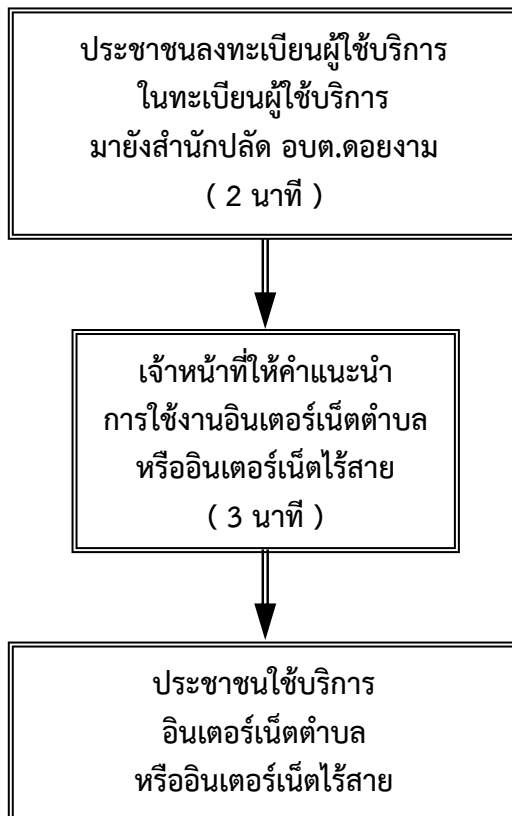 ประชาชนลงทะเบียนผู้ใช้บริการ
ในทะเบียนผู้ใช้บริการ
มายังสำนักปลัด อบต.ดอยงาม
( 2 นาที )
เจ้าหน้าที่ให้คำแนะนำ
การใช้งานอินเตอร์เน็ตตำบล
หรืออินเตอร์เน็ตไร้สาย
( 3 นาที )
ประชาชนใช้บริการ
อินเตอร์เน็ตตำบล
หรืออินเตอร์เน็ตไร้สาย